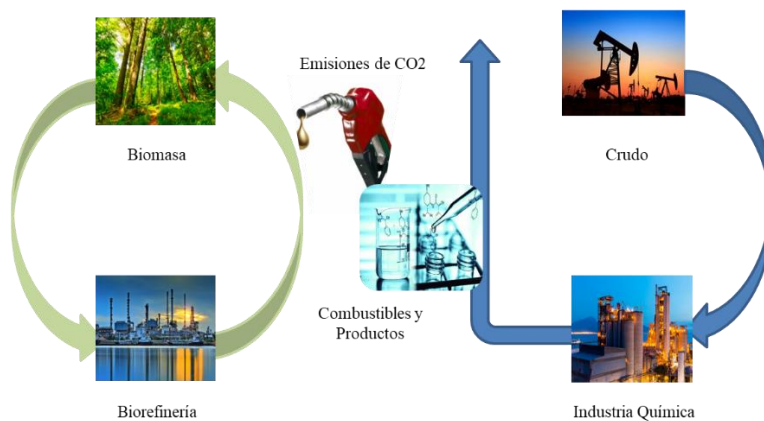 Emisiones de CO2
Biomasa
Crudo
Combustibles y
Productos
Biorefinería
Industria Química